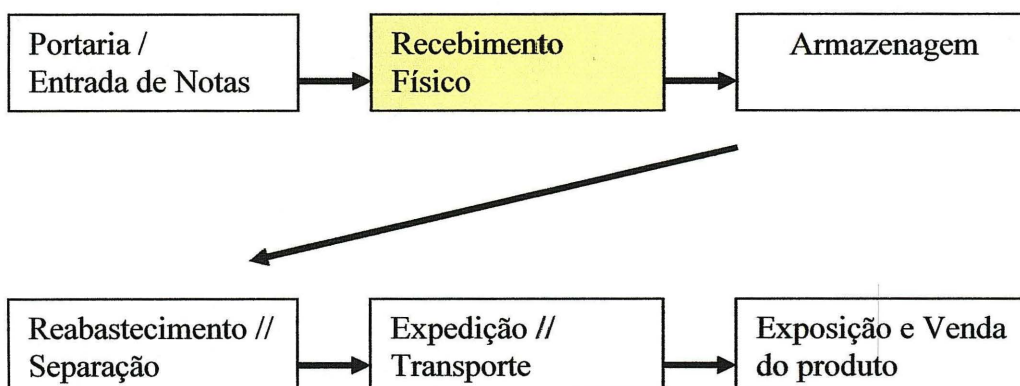 Portaria /
Entrada de Notas
Recebimento
Físico
Armazenagem
Reabastecimento //
Separação
Expedição //
Transporte
Exposição e Venda
do produto